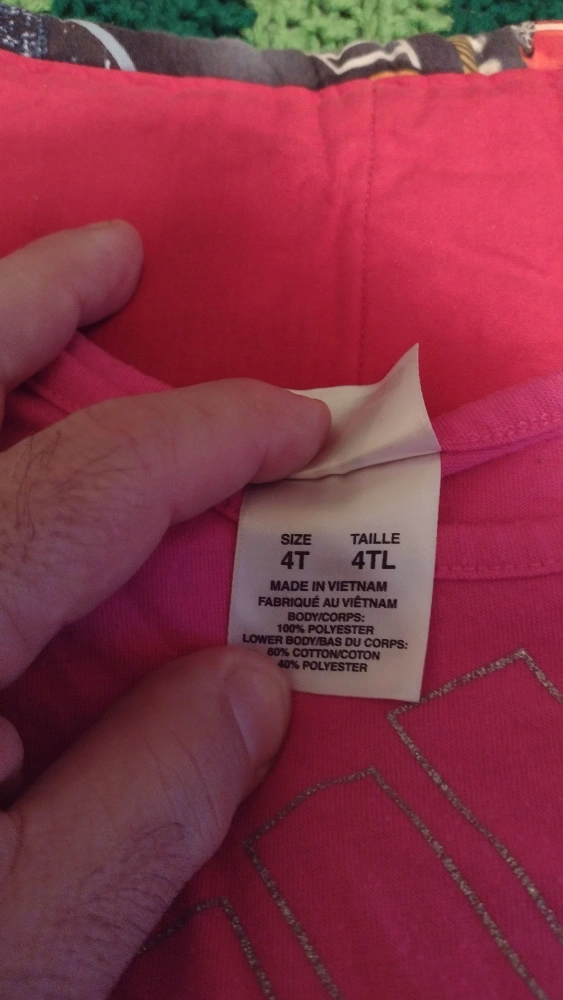 SIZE TAILLE
4T 4TL
MADE IN VIETNAM
FABRIQUÉ AU VIÊTNAM
BODY/CORPS:
100% POLYESTER
LOWER BODY/BAS DU CORPS:
60% COTTON/COTON
40% POLYESTER